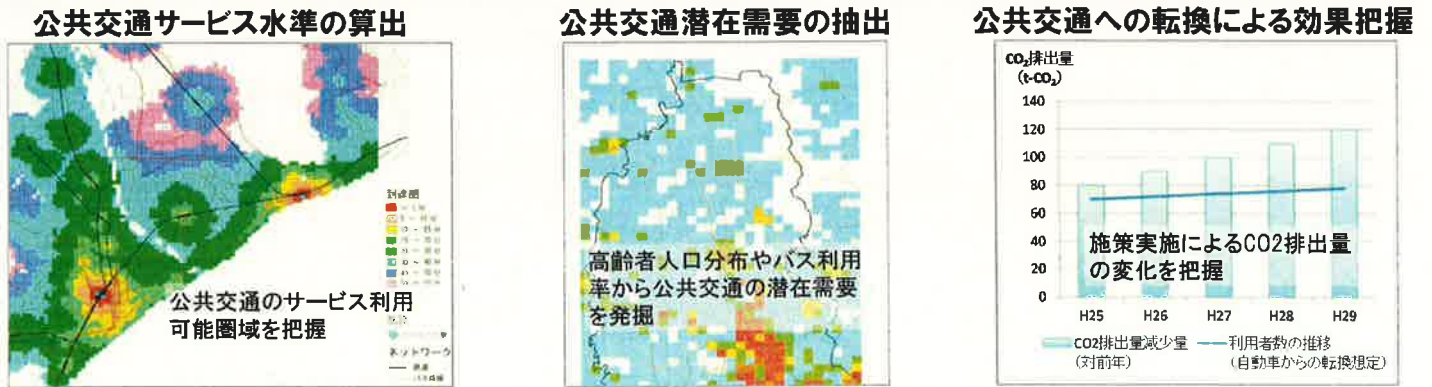 公共交通サービス水準の算出
公共交通のサービス利用
可能圏域を把握
ネットワーク
公共交通潜在需要の抽出
高齢者人口分布やバス利用
率から公共交通の潜在需要
を発掘
公共交通への転換による効果把握
CO₂排出量
(t-CO₂)
140
120
100
80
60
40
20
0
施策実施によるCO2排出量
の変化を把握
H25 H26 H27 H28 H29
CO2排出量減少量
(対前年)
利用者数の推移
(自動車からの転換想定)